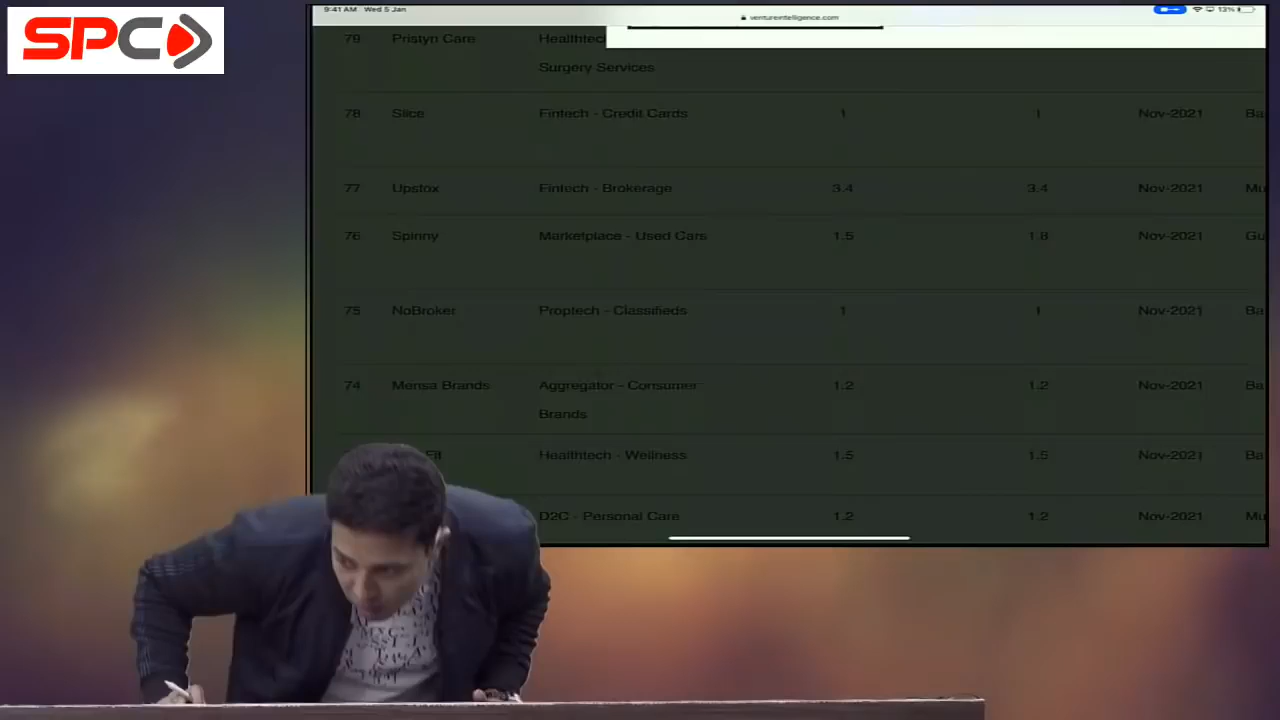 SPC
9:41 AM Wed 5 Jan
ventureintelligence.com
13%
79 Pristyn Care Healthtech
Surgery Services
78 Slice Fintech - Credit Cards 1 1 Nov-2021 Ba
77 Upstox Fintech - Brokerage 3.4 3.4 Nov-2021 Mu
76 Spinny Marketplace - Used Cars 1.5 1.8 Nov-2021 Gu
75 NoBroker Proptech - Classifieds 1 1 Nov-2021 Ba
74 Mensa Brands Aggregator - Consumer 1.2 1.2 Nov-2021 Ba
Brands
Fit Healthtech - Wellness 1.5 1.5 Nov-2021 Ba
D2C - Personal Care 1.2 1.2 Nov-2021 Mu